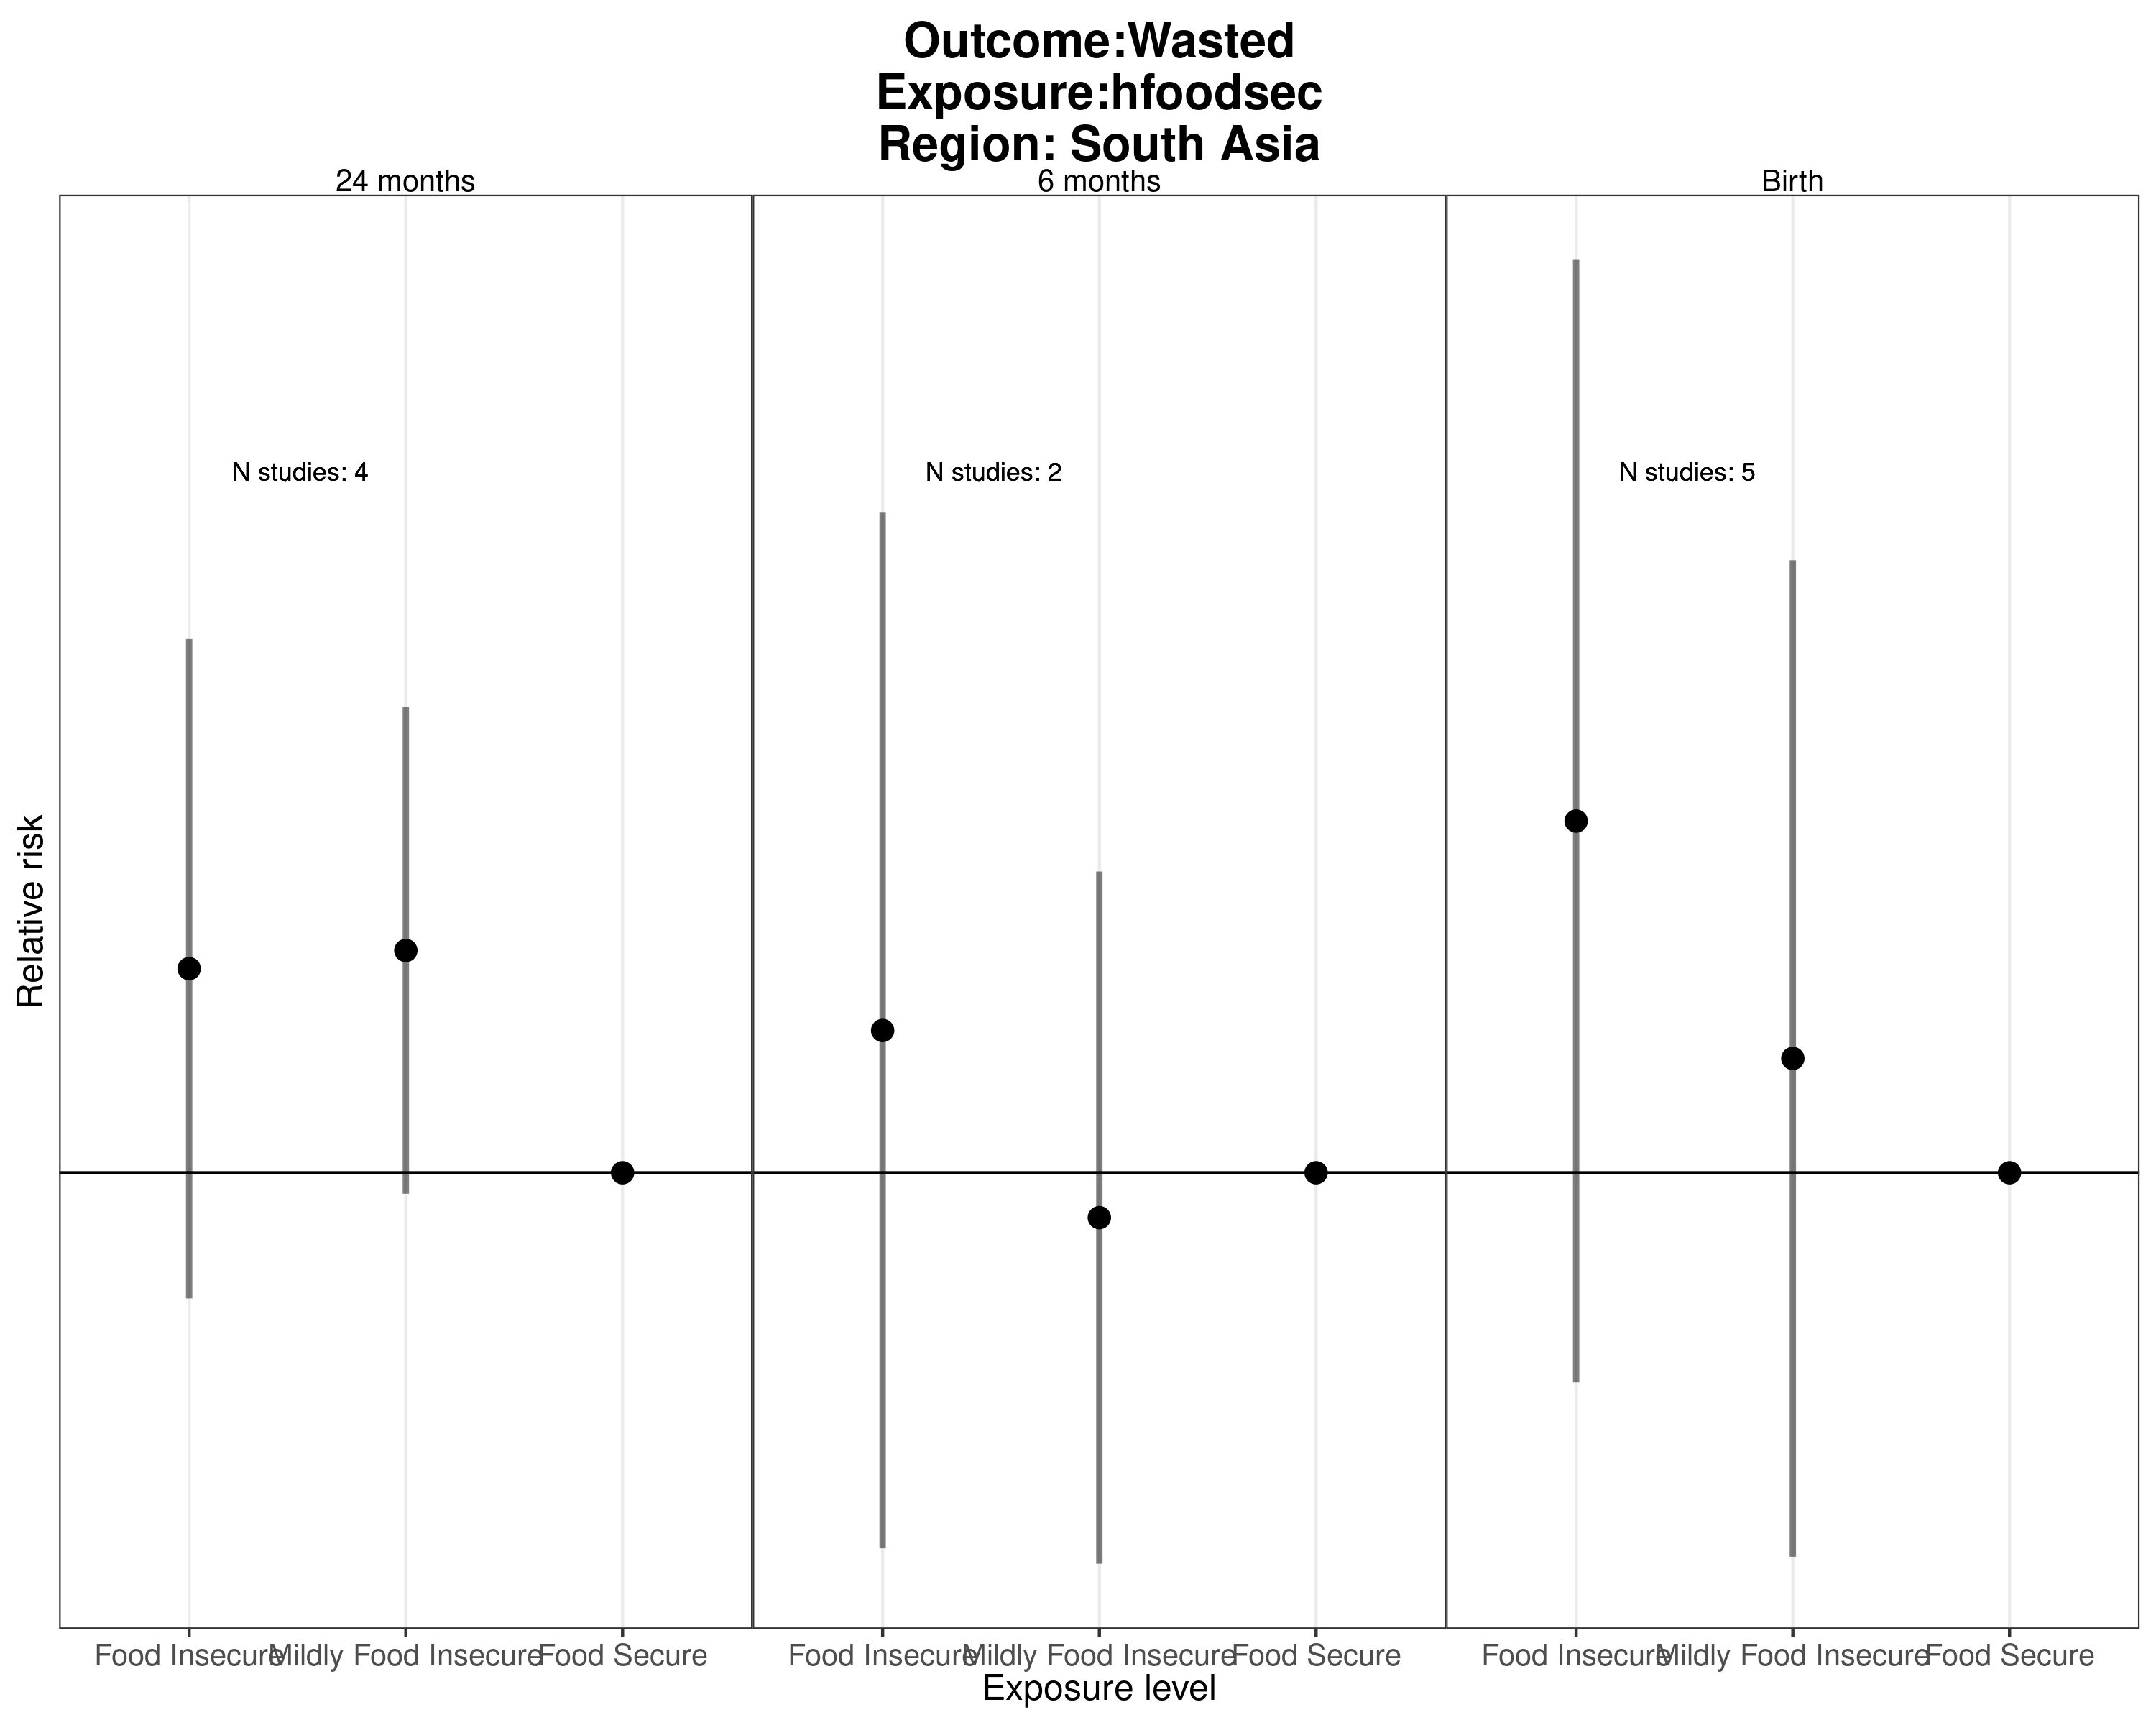 Outcome:Wasted
Exposure:hfoodsec
Region: South Asia
24 months
6 months
Birth
N studies: 4
N studies: 2
N studies: 5
Relative risk
Food Insecure
Mildly Food Insecure
Food Secure
Food Insecure
Mildly Food Insecure
Food Secure
Food Insecure
Mildly Food Insecure
Food Secure
Exposure level